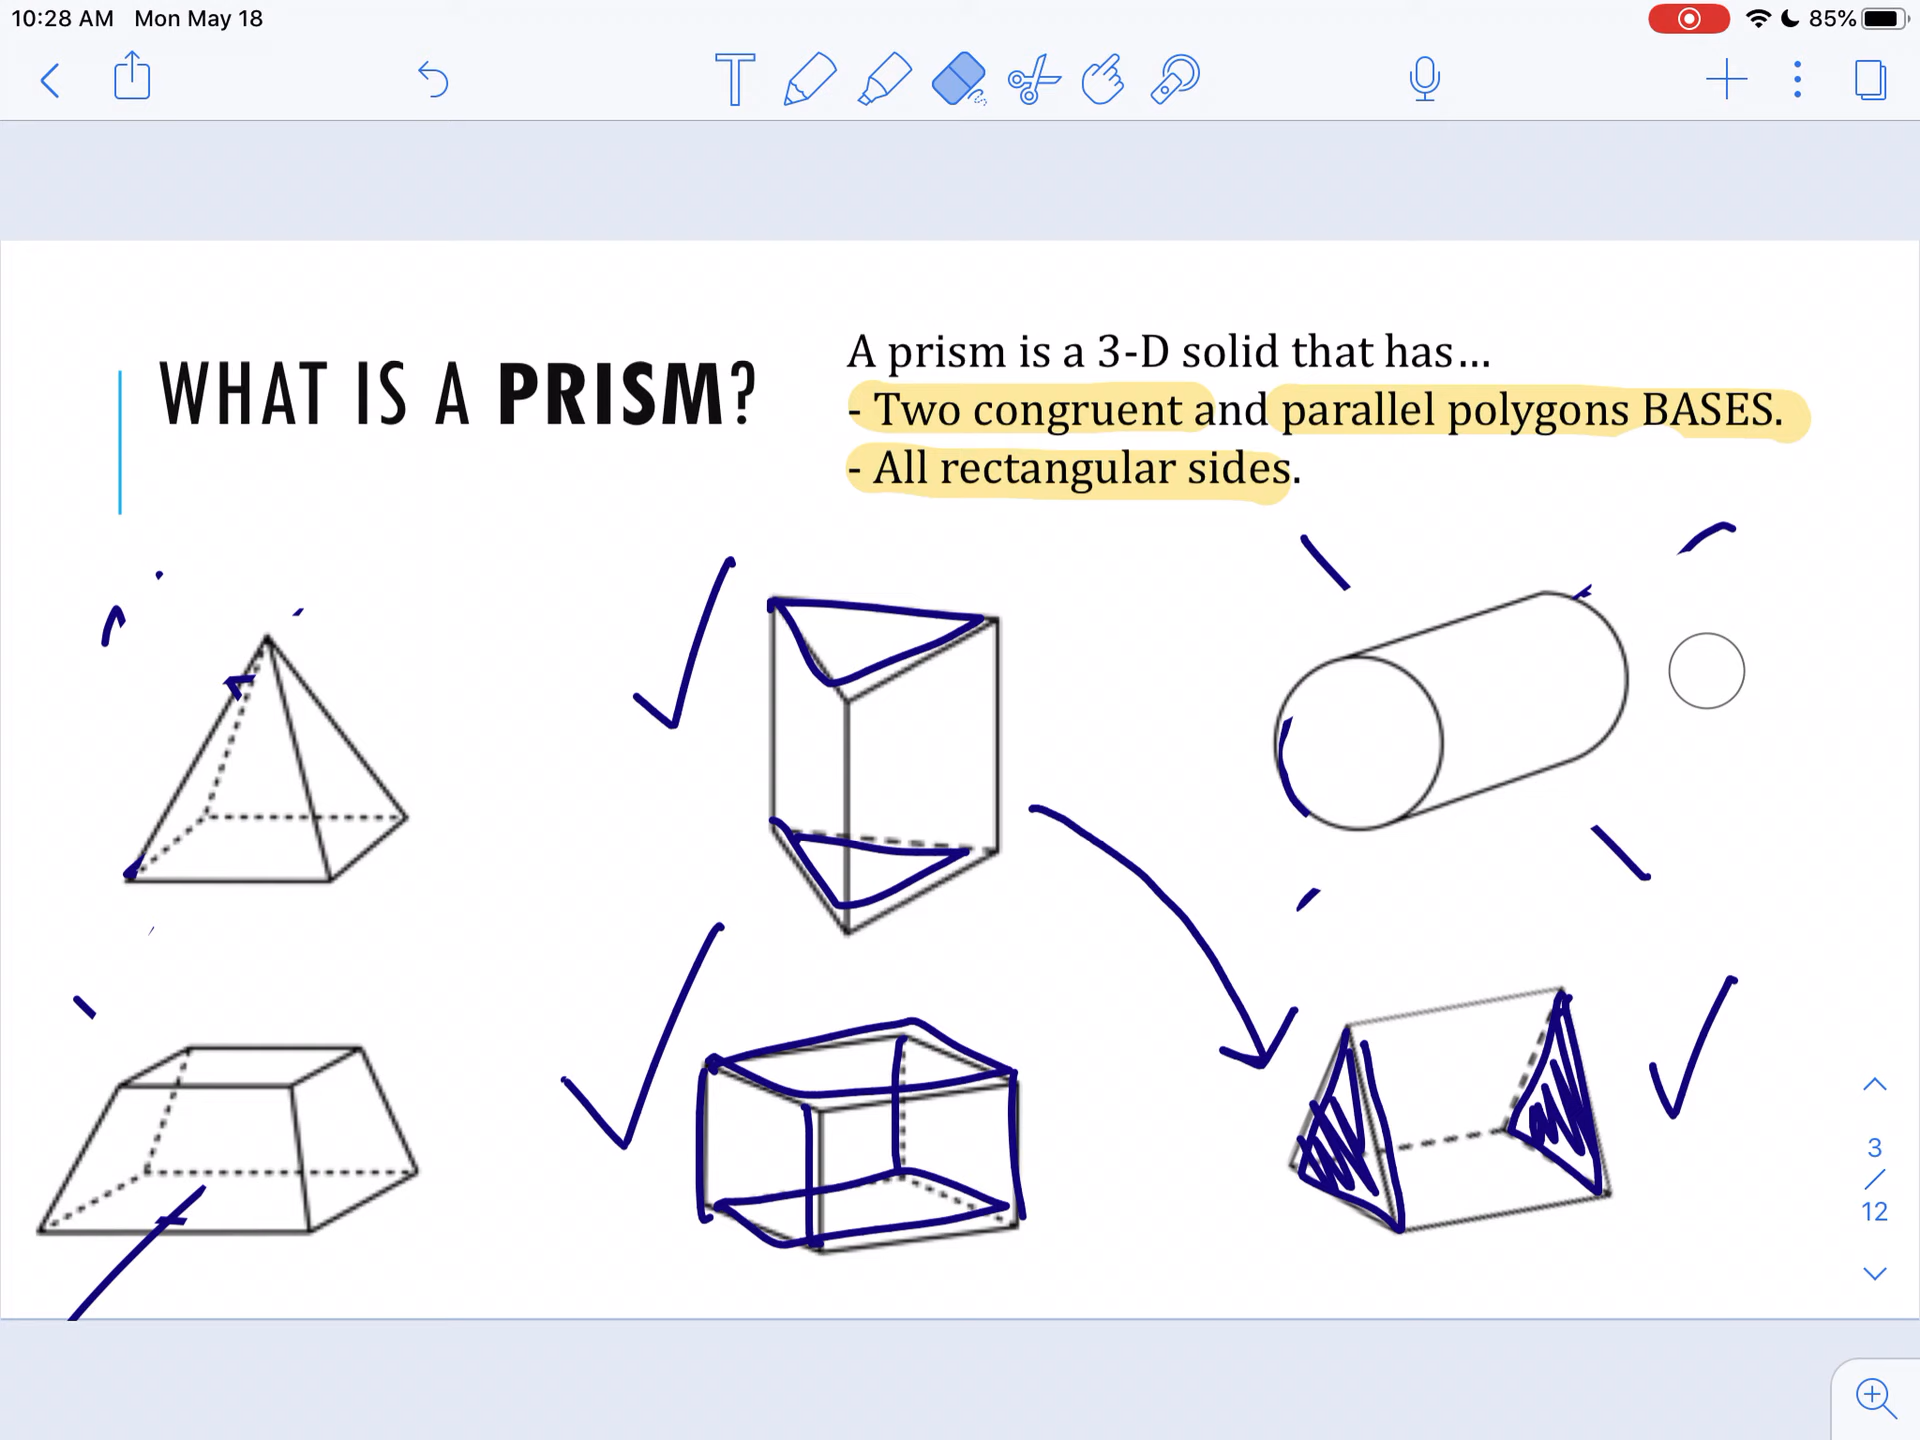 10:28 AM Mon May 18
85%
T
WHAT IS A PRISM?
A prism is a 3-D solid that has...
- Two congruent and parallel polygons BASES.
- All rectangular sides.
3
/
12